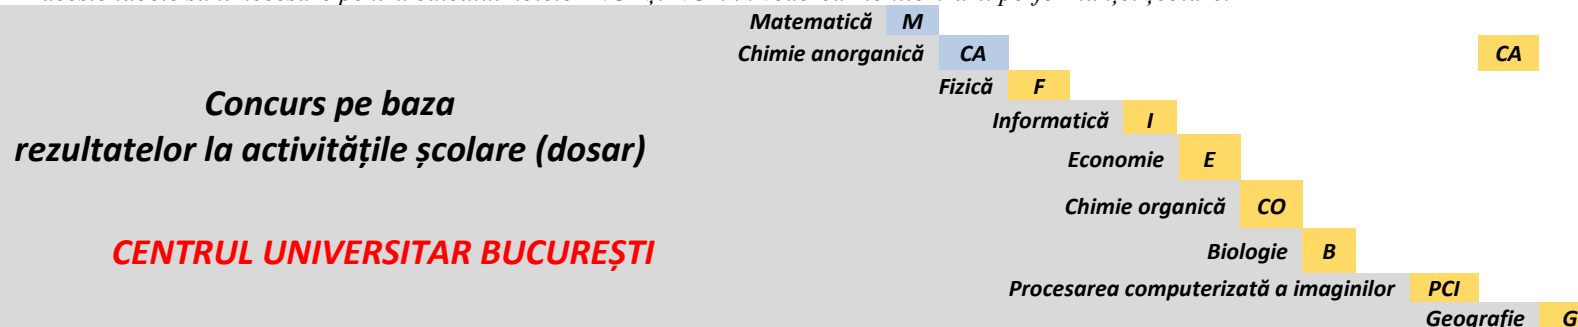 Matematică M
Chimie anorganică CA CA
Fizică F
Concurs pe baza
Informatică I
rezultatelor la activitățile școlare (dosar)
Economie E
Chimie organică CO
CENTRUL UNIVERSITAR BUCUREȘTI
Biologie B
Procesarea computerizată a imaginilor PCI
Geografie G